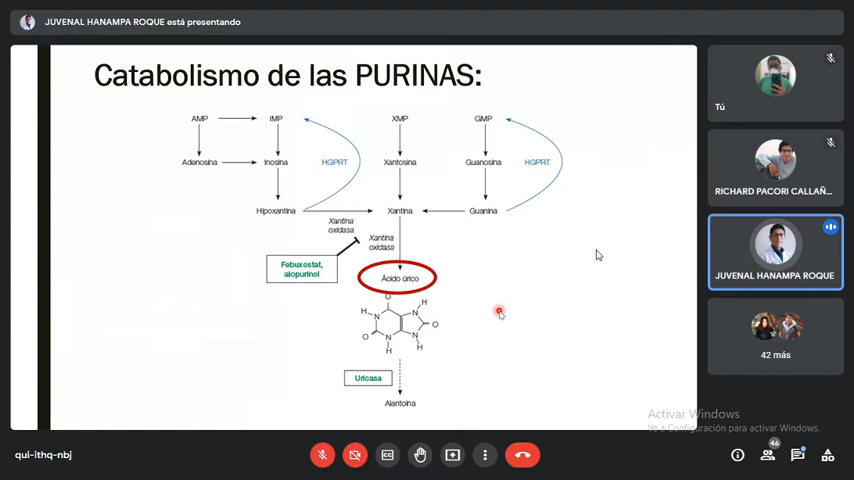 JUVENAL HANAMPA ROQUE está presentando
Catabolismo de las PURINAS:
AMP
IMP
XMP
GMP
Adenosina
Inosina
HGPRT
Xantosina
Guanosina
HGPRT
Hipoxantina
Xantina
Guanina
Xantina
oxidasa
Xantina
oxidasa
Febuxostat,
alopurinol
Ácido úrico
O
H
N
N
H
O
O
N
N
H
H
Uricasa
Alantoína
Tú
RICHARD PACORI CALLAÑ...
JUVENAL HANAMPA ROQUE
42 más
Activar Windows
Ve a Configuración para activar Windows.
qui-ithq-nbj
CC
46